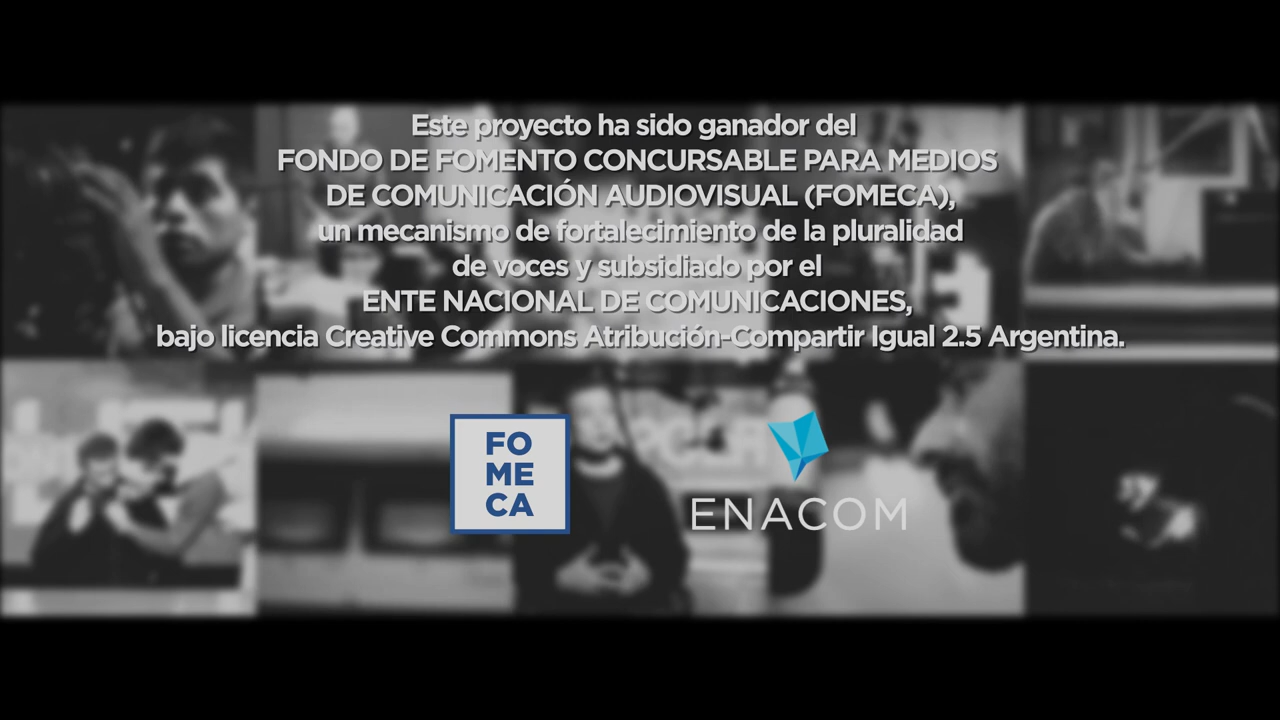 Este proyecto ha sido ganador del
FONDO DE FOMENTO CONCURSABLE PARA MEDIOS
DE COMUNICACIÓN AUDIOVISUAL (FOMECA),
un mecanismo de fortalecimiento de la pluralidad
de voces y subsidiado por el
ENTE NACIONAL DE COMUNICACIONES,
bajo licencia Creative Commons Atribución-Compartir Igual 2.5 Argentina.
FO
ME
CA
ENACOM